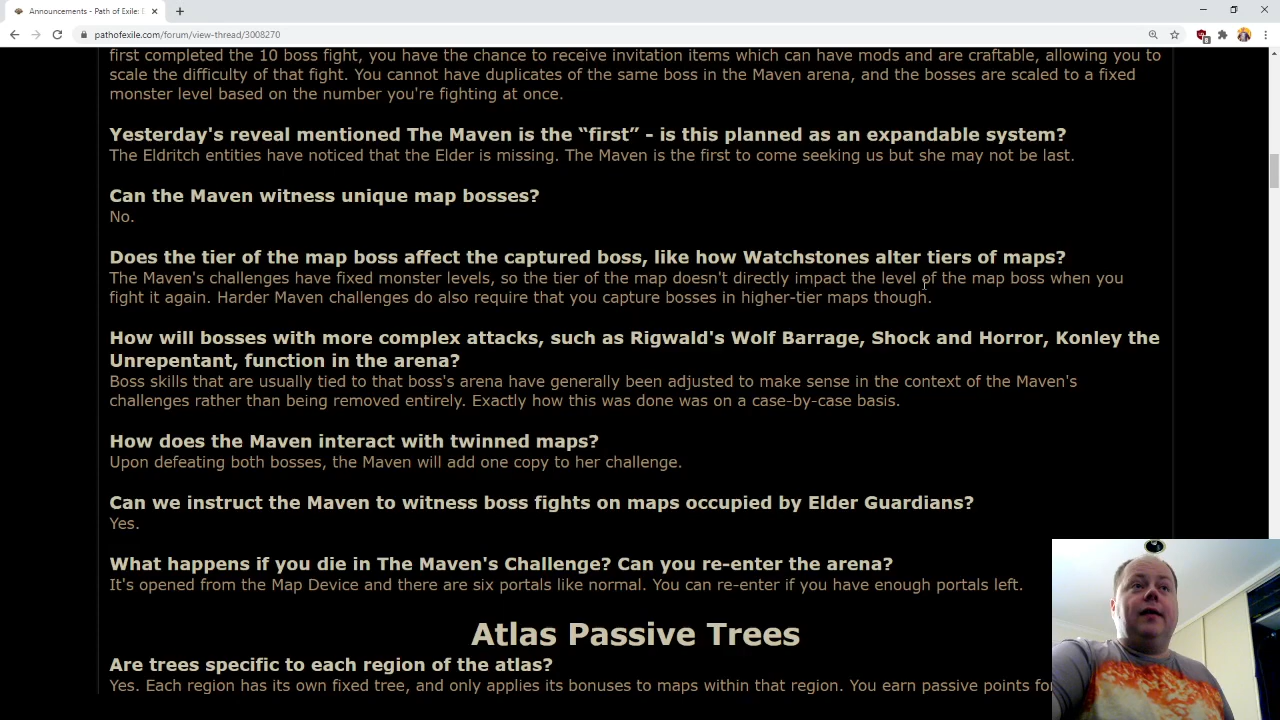 Announcements - Path of Exile: E
pathofexile.com/forum/view-thread/3008270
first completed the 10 boss fight, you have the chance to receive invitation items which can have mods and are craftable, allowing you to
scale the difficulty of that fight. You cannot have duplicates of the same boss in the Maven arena, and the bosses are scaled to a fixed
monster level based on the number you're fighting at once.
Yesterday's reveal mentioned The Maven is the “first” - is this planned as an expandable system?
The Eldritch entities have noticed that the Elder is missing. The Maven is the first to come seeking us but she may not be last.
Can the Maven witness unique map bosses?
No.
Does the tier of the map boss affect the captured boss, like how Watchstones alter tiers of maps?
The Maven's challenges have fixed monster levels, so the tier of the map doesn't directly impact the level of the map boss when you
fight it again. Harder Maven challenges do also require that you capture bosses in higher-tier maps though.
How will bosses with more complex attacks, such as Rigwald's Wolf Barrage, Shock and Horror, Konley the
Unrepentant, function in the arena?
Boss skills that are usually tied to that boss's arena have generally been adjusted to make sense in the context of the Maven's
challenges rather than being removed entirely. Exactly how this was done was on a case-by-case basis.
How does the Maven interact with twinned maps?
Upon defeating both bosses, the Maven will add one copy to her challenge.
Can we instruct the Maven to witness boss fights on maps occupied by Elder Guardians?
Yes.
What happens if you die in The Maven's Challenge? Can you re-enter the arena?
It's opened from the Map Device and there are six portals like normal. You can re-enter if you have enough portals left.
Atlas Passive Trees
Are trees specific to each region of the atlas?
Yes. Each region has its own fixed tree, and only applies its bonuses to maps within that region. You earn passive points for